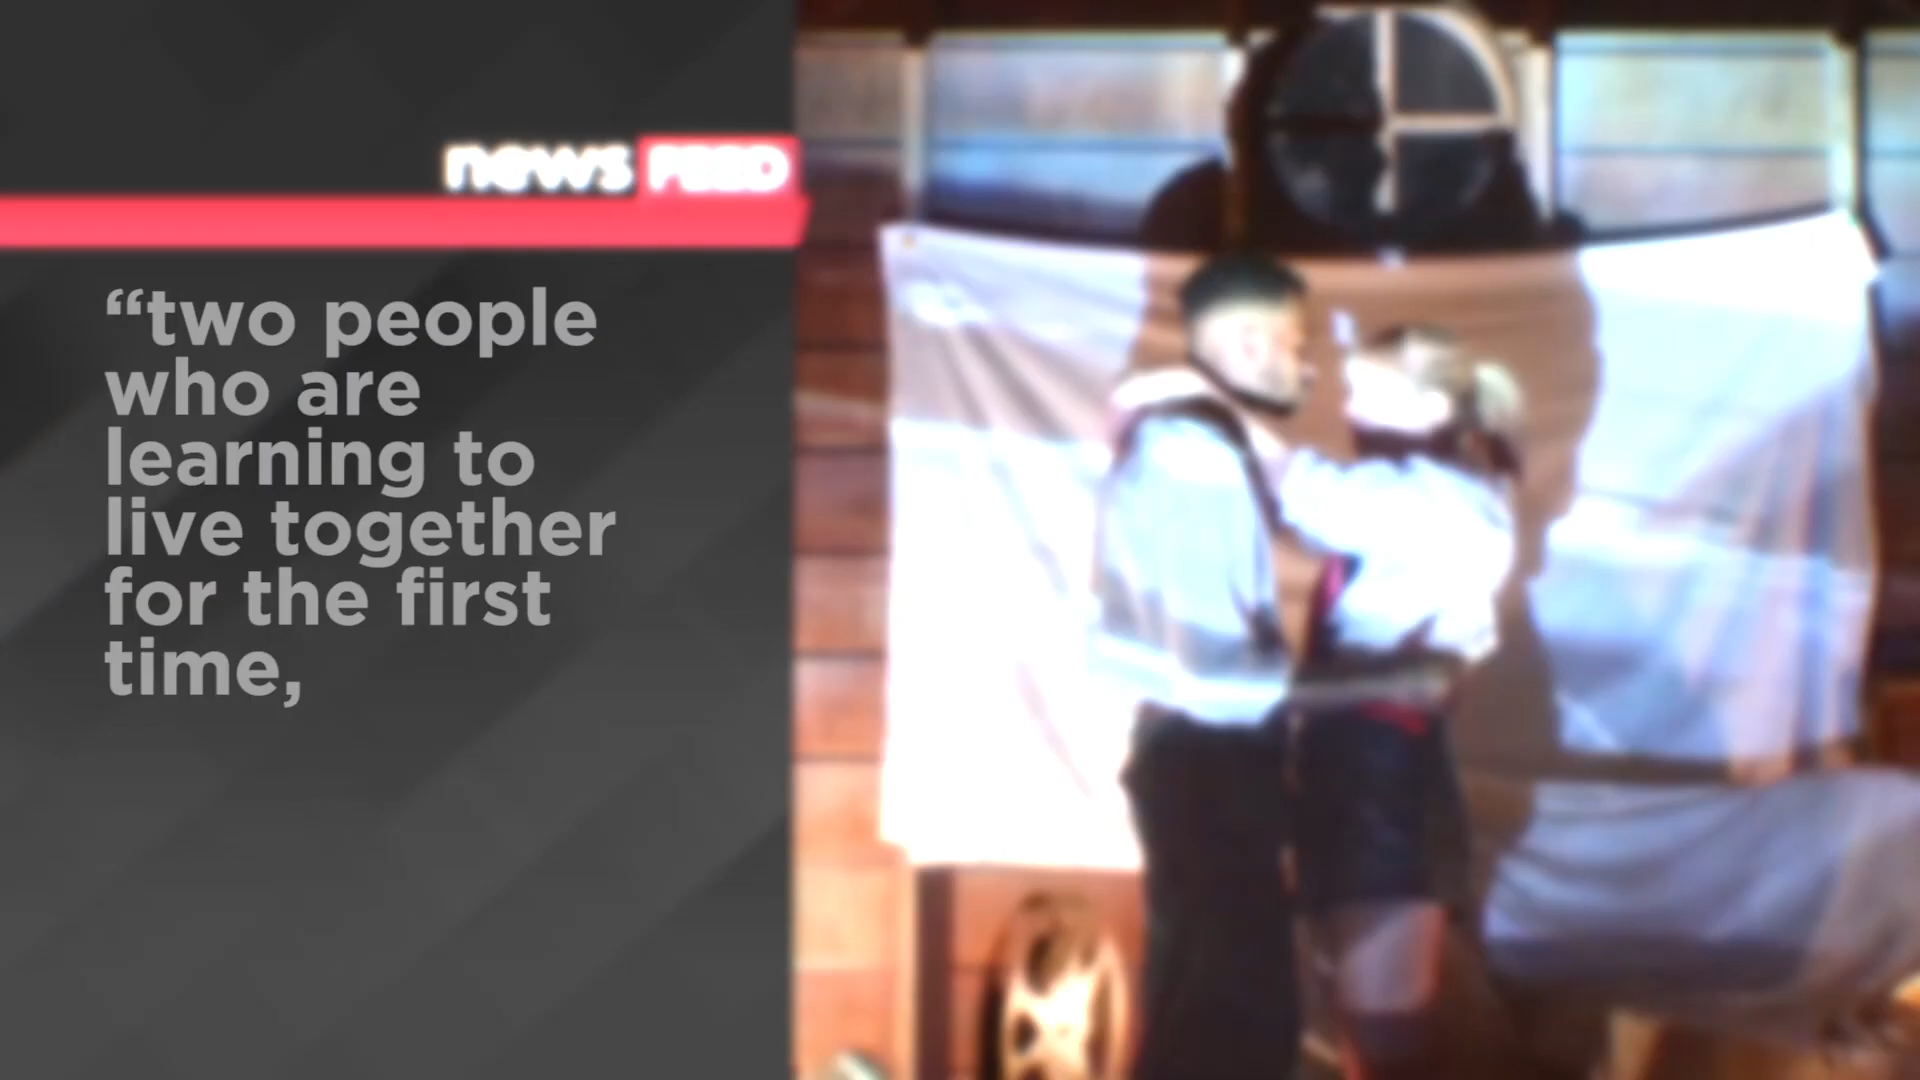 news FEED
“two people
who are
learning to
live together
for the first
time,